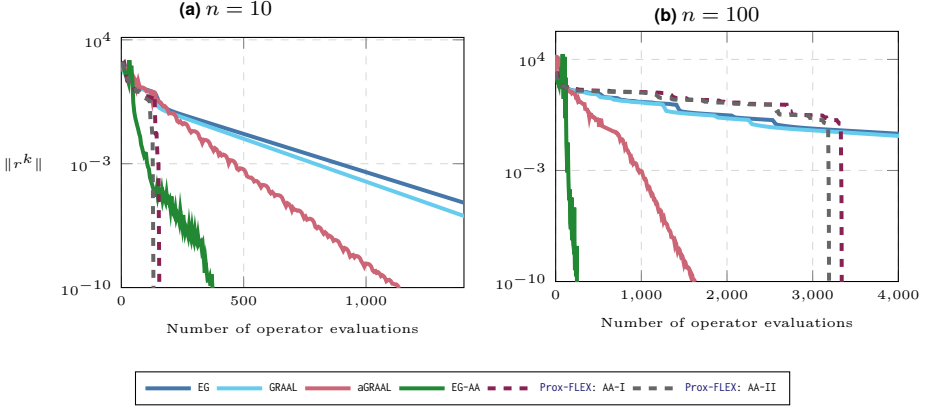 (a) n = 10
10^4
10^−3
10^−10
‖r^k‖
0 500 1,000
Number of operator evaluations
(b) n = 100
10^4
10^−3
10^−10
0 1,000 2,000 3,000 4,000
Number of operator evaluations
EG GRAAL aGRAAL EG-AA Prox-FLEX: AA-I Prox-FLEX: AA-II